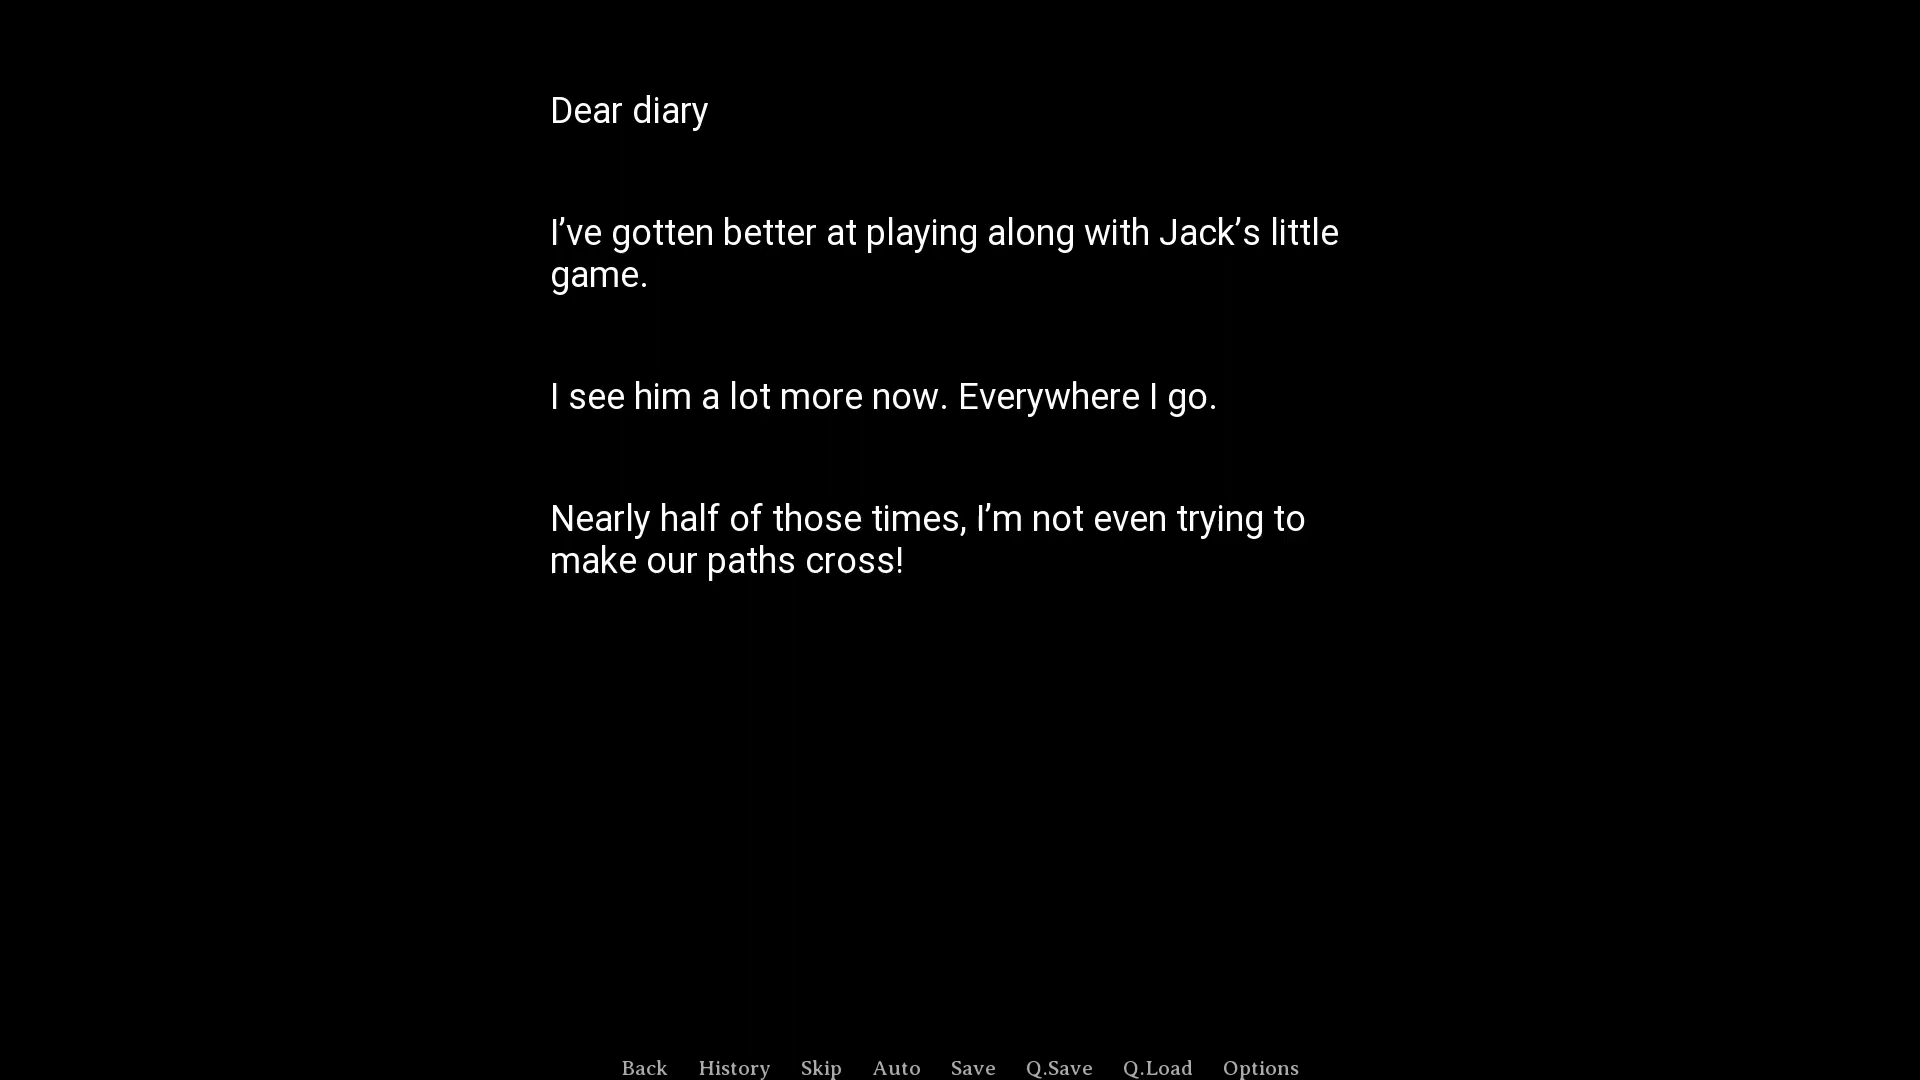 Dear diary
I’ve gotten better at playing along with Jack’s little
game.
I see him a lot more now. Everywhere I go.
Nearly half of those times, I’m not even trying to
make our paths cross!
Back History Skip Auto Save Q.Save Q.Load Options